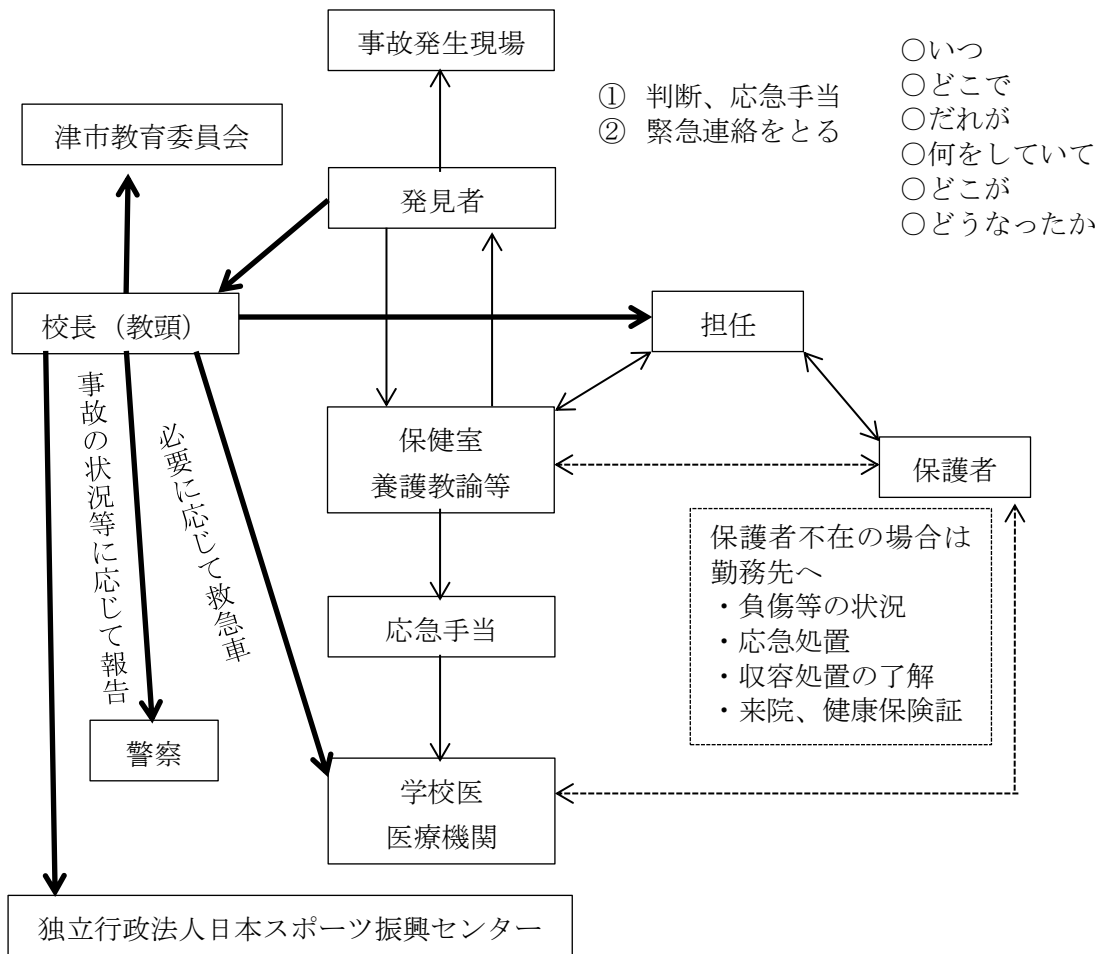 事故発生現場
① 判断、応急手当
② 緊急連絡をとる
○いつ
○どこで
○だれが
○何をしていて
○どこが
○どうなったか
津市教育委員会
発見者
校長（教頭）
担任
事故の状況等に応じて報告
必要に応じて救急車
保健室
養護教諭等
保護者
保護者不在の場合は
勤務先へ
・負傷等の状況
・応急処置
・収容処置の了解
・来院、健康保険証
応急手当
警察
学校医
医療機関
独立行政法人日本スポーツ振興センター